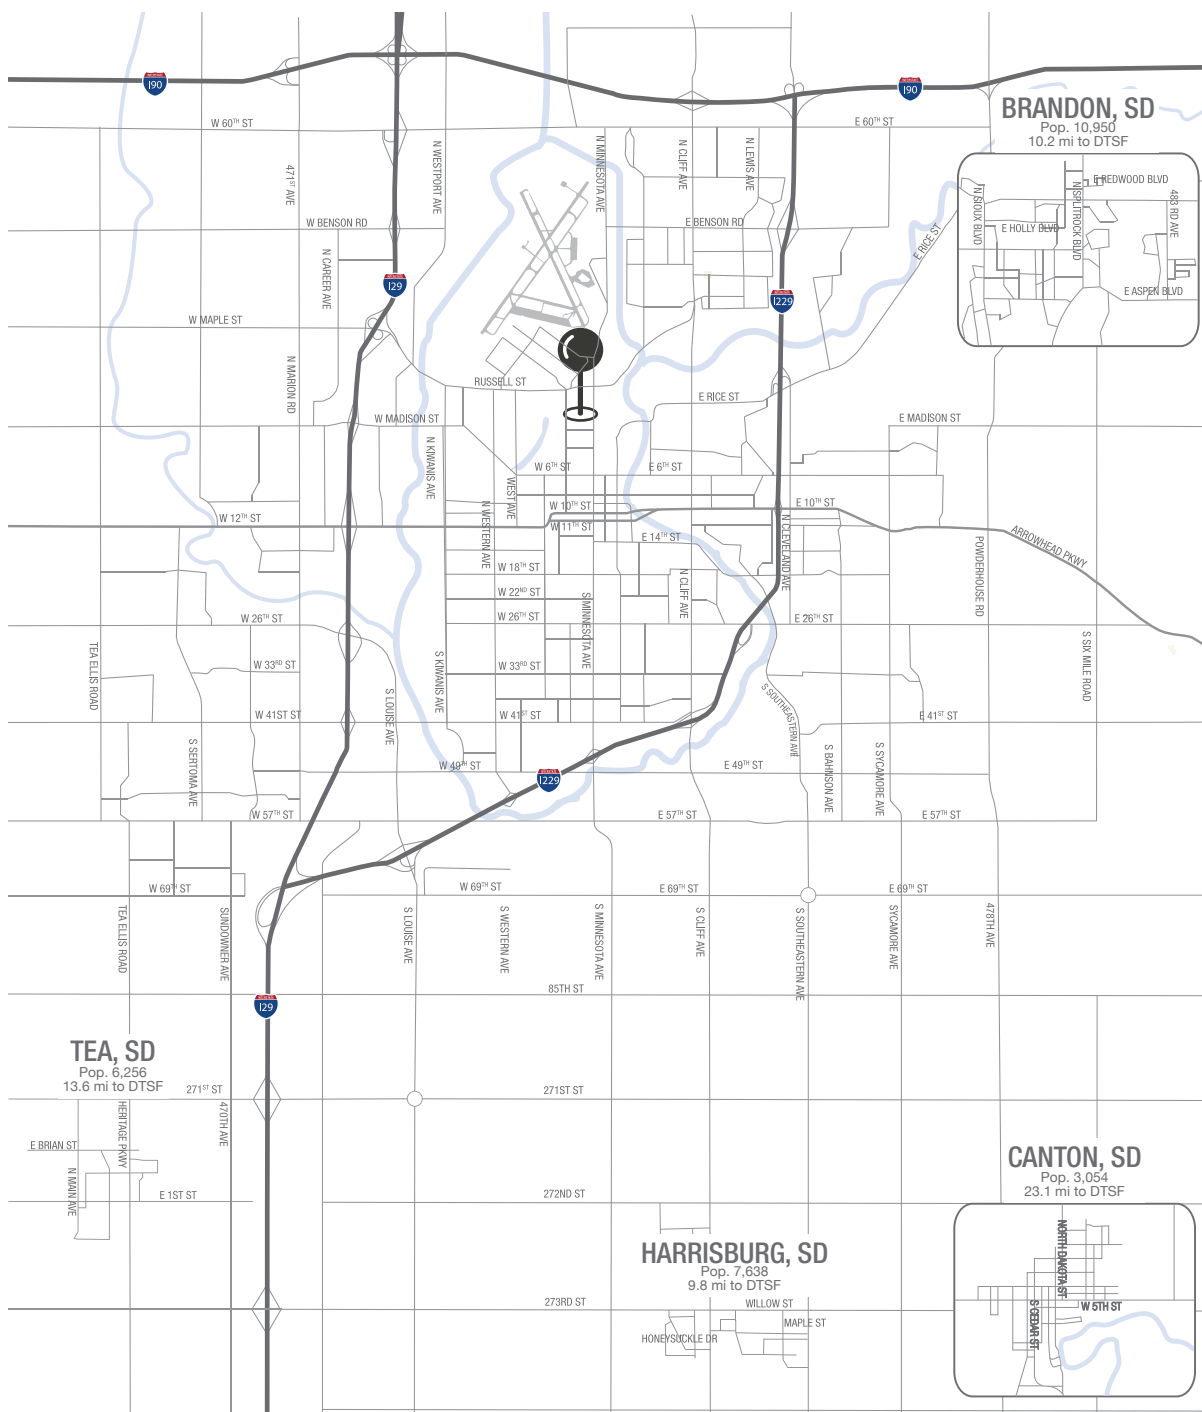 I90
I90
BRANDON, SD
Pop. 10,950
10.2 mi to DTSF
W 60TH ST
E 60TH ST
471ST AVE
N WESTPORT AVE
N MINNESOTA AVE
N CLIFF AVE
N LEWIS AVE
N SIOUX BLVD
E REDWOOD BLVD
N SPLITROCK BLVD
483 RD AVE
E HOLLY BLVD
E ASPEN BLVD
W BENSON RD
E BENSON RD
E RICE ST
N CAREER AVE
I29
I229
W MAPLE ST
N MARION RD
RUSSELL ST
E RICE ST
W MADISON ST
E MADISON ST
N KIWANIS AVE
W 6TH ST
E 6TH ST
WEST AVE
N WESTERN AVE
W 10TH ST
E 10TH ST
W 12TH ST
W 11TH ST
N CLEVELAND AVE
E 14TH ST
ARROWHEAD PKWY
POWDERHOUSE RD
W 18TH ST
N CLIFF AVE
W 22ND ST
S MINNESOTA AVE
W 26TH ST
W 26TH ST
E 26TH ST
TEA ELLIS ROAD
S KIWANIS AVE
S SIX MILE ROAD
W 33RD ST
W 33RD ST
S LOUISE AVE
S SOUTHEASTERN AVE
W 41ST ST
W 41ST ST
E 41ST ST
S SERTOMA AVE
S BAHNSON AVE
S SYCAMORE AVE
W 49TH ST
E 49TH ST
I229
W 57TH ST
E 57TH ST
E 57TH ST
W 69TH ST
W 69TH ST
E 69TH ST
E 69TH ST
TEA ELLIS ROAD
SUNDOWNER AVE
S LOUISE AVE
S WESTERN AVE
S MINNESOTA AVE
S CLIFF AVE
S SOUTHEASTERN AVE
SYCAMORE AVE
478TH AVE
85TH ST
I29
TEA, SD
Pop. 6,256
13.6 mi to DTSF
271ST ST
271ST ST
HERITAGE PKWY
470TH AVE
E BRIAN ST
N MAIN AVE
E 1ST ST
272ND ST
CANTON, SD
Pop. 3,054
23.1 mi to DTSF
NORTH DAKOTA ST
W 5TH ST
S CEDAR ST
HARRISBURG, SD
Pop. 7,638
9.8 mi to DTSF
273RD ST
WILLOW ST
MAPLE ST
HONEYSUCKLE DR